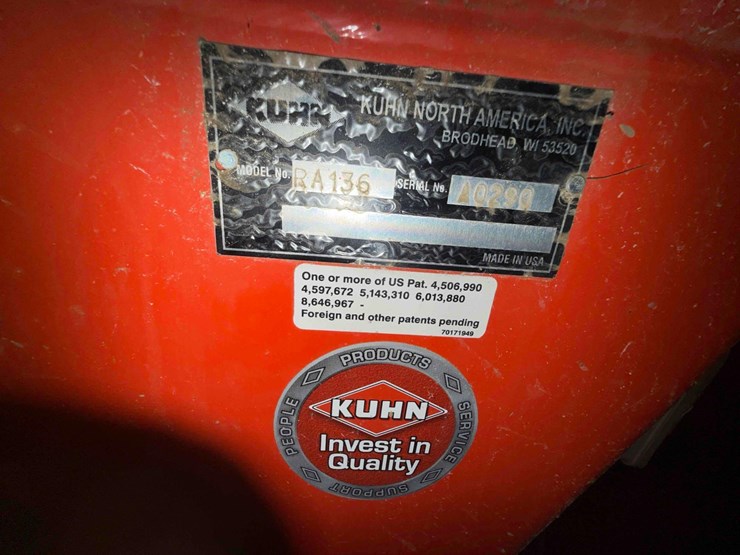 KUHN
KUHN NORTH AMERICA, INC.
BRODHEAD, WI 53520
MODEL No. RA136 SERIAL No. A0290
MADE IN USA
One or more of US Pat. 4,506,990
4,597,672 5,143,310 6,013,880
8,646,967 -
Foreign and other patents pending
70171949
PRODUCTS
PEOPLE
SERVICE
KUHN
Invest in
Quality
SUPPORT